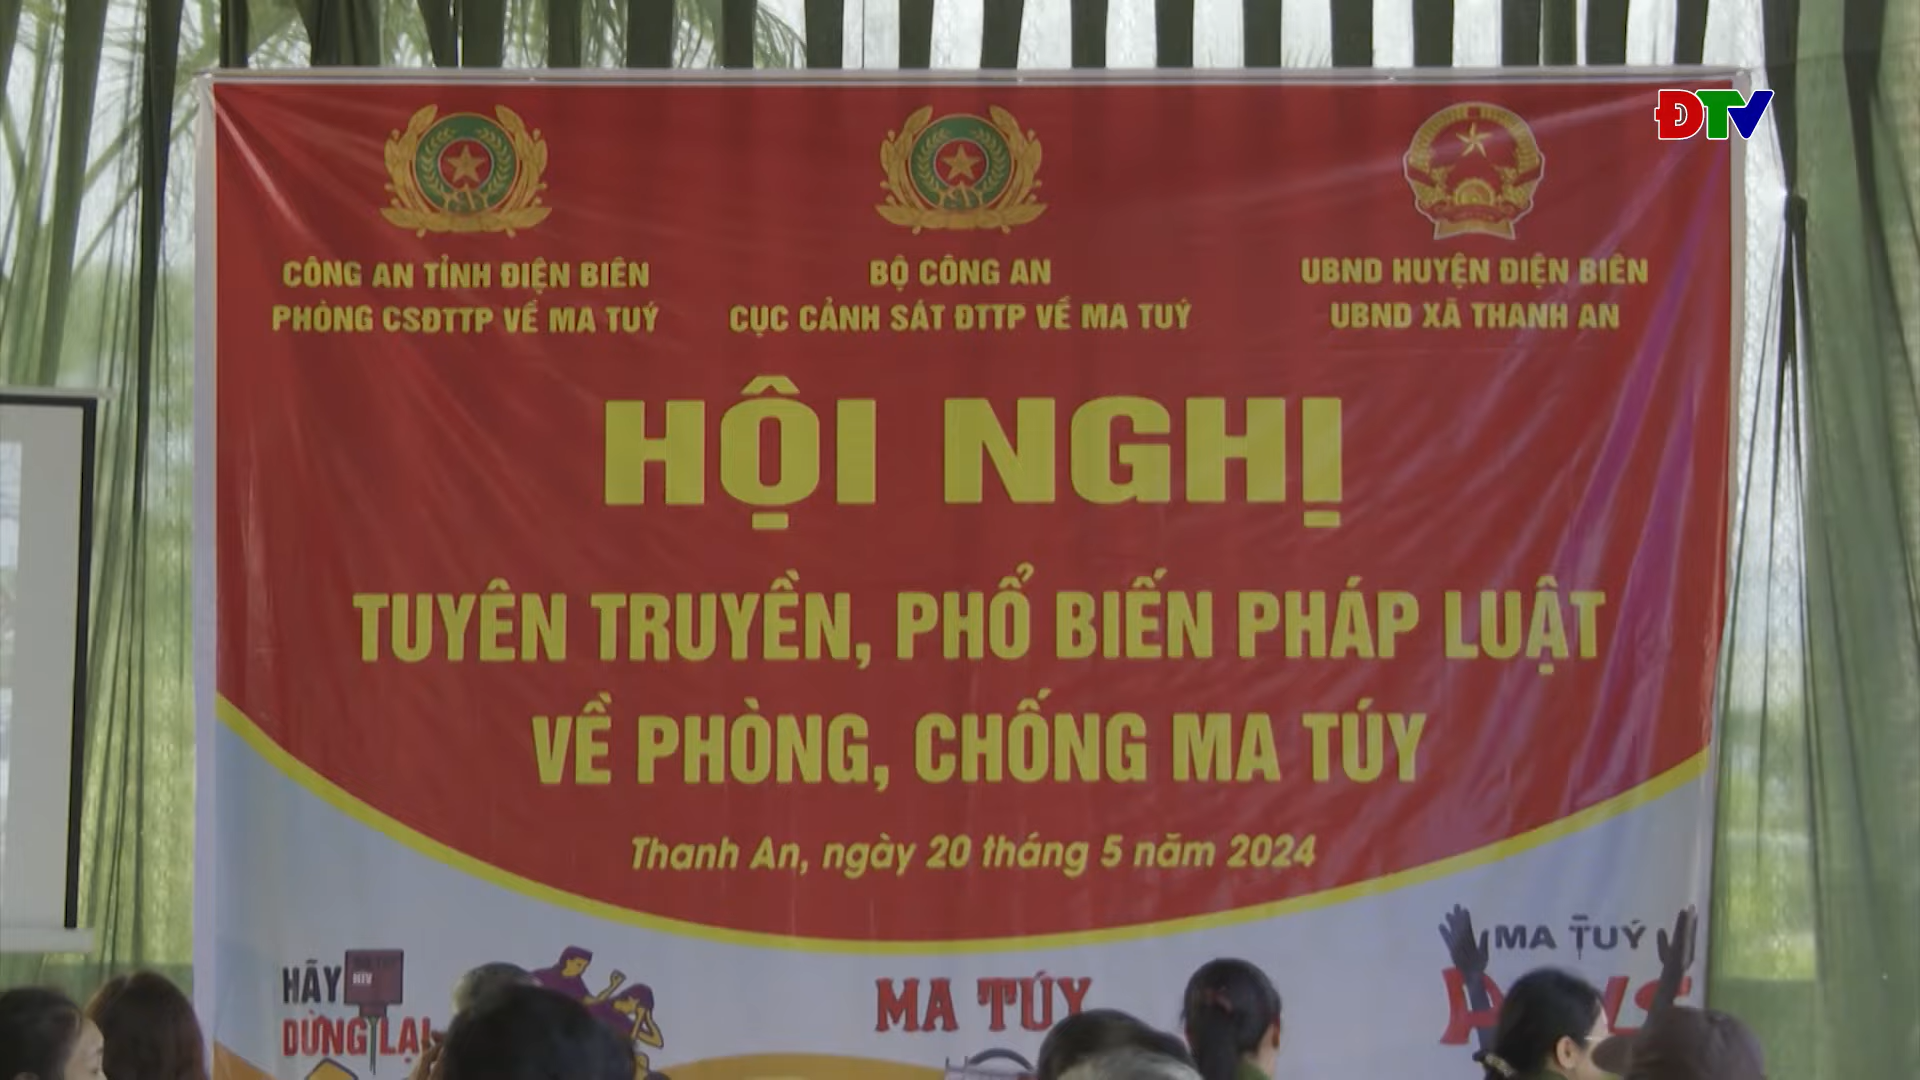 ĐTV
CÔNG AN TỈNH ĐIỆN BIÊN
PHÒNG CSĐTTP VỀ MA TUÝ
BỘ CÔNG AN
CỤC CẢNH SÁT ĐTTP VỀ MA TUÝ
UBND HUYỆN ĐIỆN BIÊN
UBND XÃ THANH AN
HỘI NGHỊ
TUYÊN TRUYỀN, PHỔ BIẾN PHÁP LUẬT
VỀ PHÒNG, CHỐNG MA TÚY
Thanh An, ngày 20 tháng 5 năm 2024
HÃY
HIV
DỪNG LẠI
MA TÚY
MA TUÝ